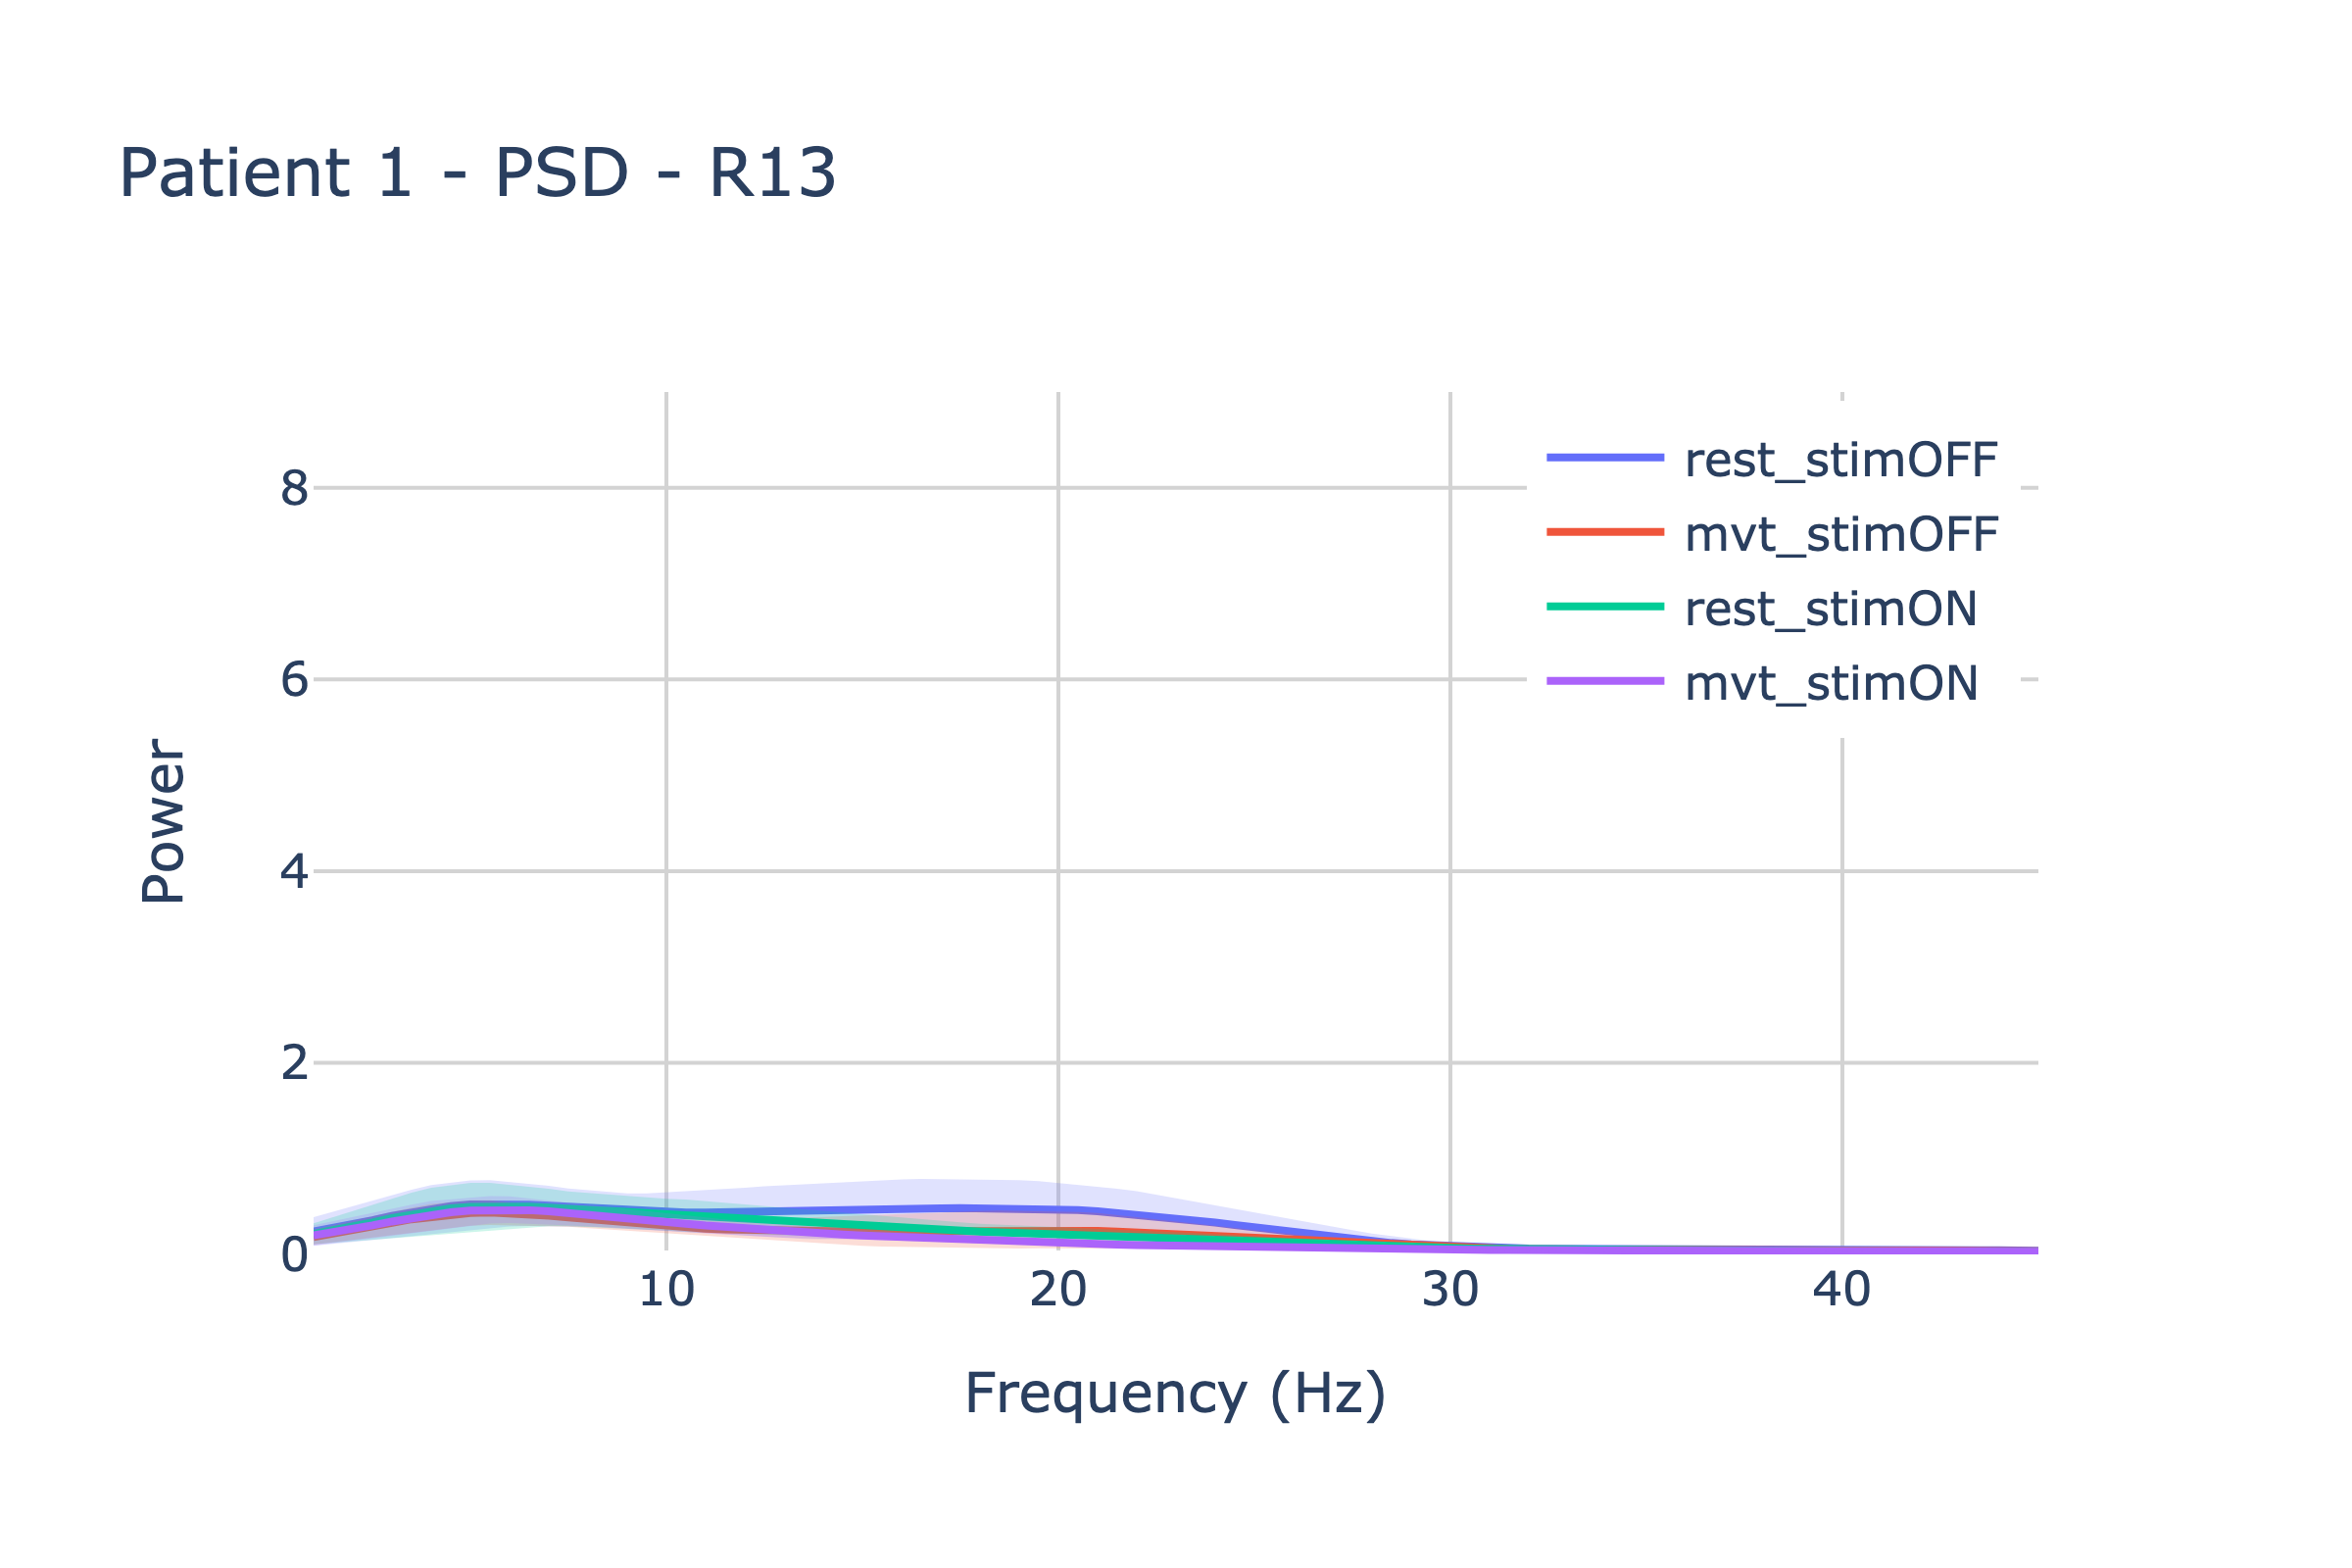 Patient 1 - PSD - R13
rest_stimOFF
mvt_stimOFF
rest_stimON
mvt_stimON
8
6
4
2
0
Power
10 20 30 40
Frequency (Hz)